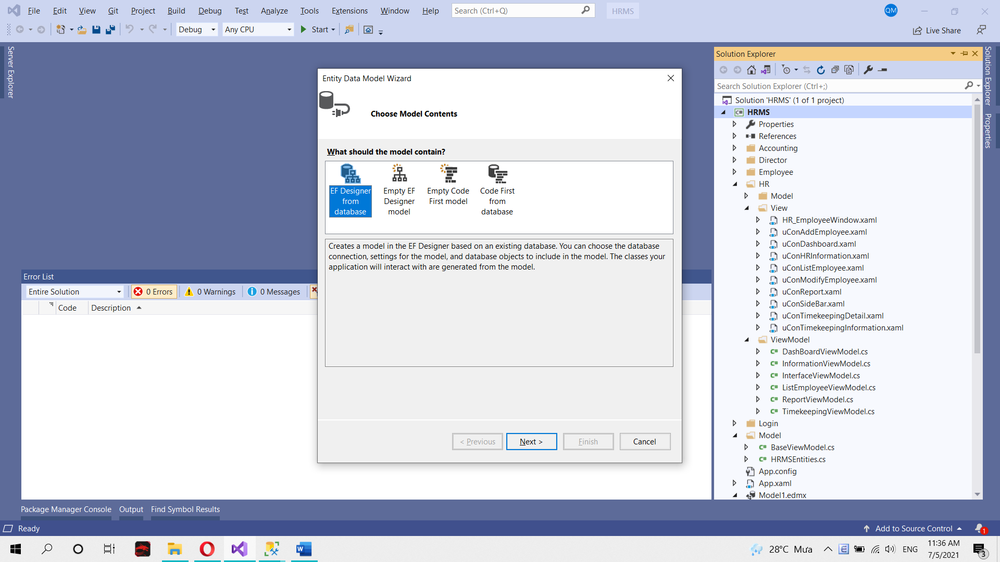 File Edit View Git Project Build Debug Test Analyze Tools Extensions Window Help Search (Ctrl+Q) HRMS QM
Debug Any CPU Start Live Share
Server Explorer
Solution Explorer
Search Solution Explorer (Ctrl+;)
Solution 'HRMS' (1 of 1 project)
C# HRMS
Properties
References
Accounting
Director
Employee
HR
Model
View
HR_EmployeeWindow.xaml
uConAddEmployee.xaml
uConDashboard.xaml
uConHRInformation.xaml
uConListEmployee.xaml
uConModifyEmployee.xaml
uConReport.xaml
uConSideBar.xaml
uConTimekeepingDetail.xaml
uConTimekeepingInformation.xaml
ViewModel
C# DashBoardViewModel.cs
C# InformationViewModel.cs
C# InterfaceViewModel.cs
C# ListEmployeeViewModel.cs
C# ReportViewModel.cs
C# TimekeepingViewModel.cs
Login
Model
C# BaseViewModel.cs
C# HRMSEntities.cs
App.config
App.xaml
Model1.edmx
Solution Explorer
Properties
Entity Data Model Wizard
Choose Model Contents
What should the model contain?
EF Designer
from
database
Empty EF
Designer
model
Empty Code
First model
Code First
from
database
Creates a model in the EF Designer based on an existing database. You can choose the database
connection, settings for the model, and database objects to include in the model. The classes your
application will interact with are generated from the model.
< Previous Next > Finish Cancel
Error List
Entire Solution 0 Errors 0 Warnings 0 Messages
Code Description
Package Manager Console Output Find Symbol Results
Ready Add to Source Control 1
28°C Mưa ENG 11:36 AM
7/5/2021 3